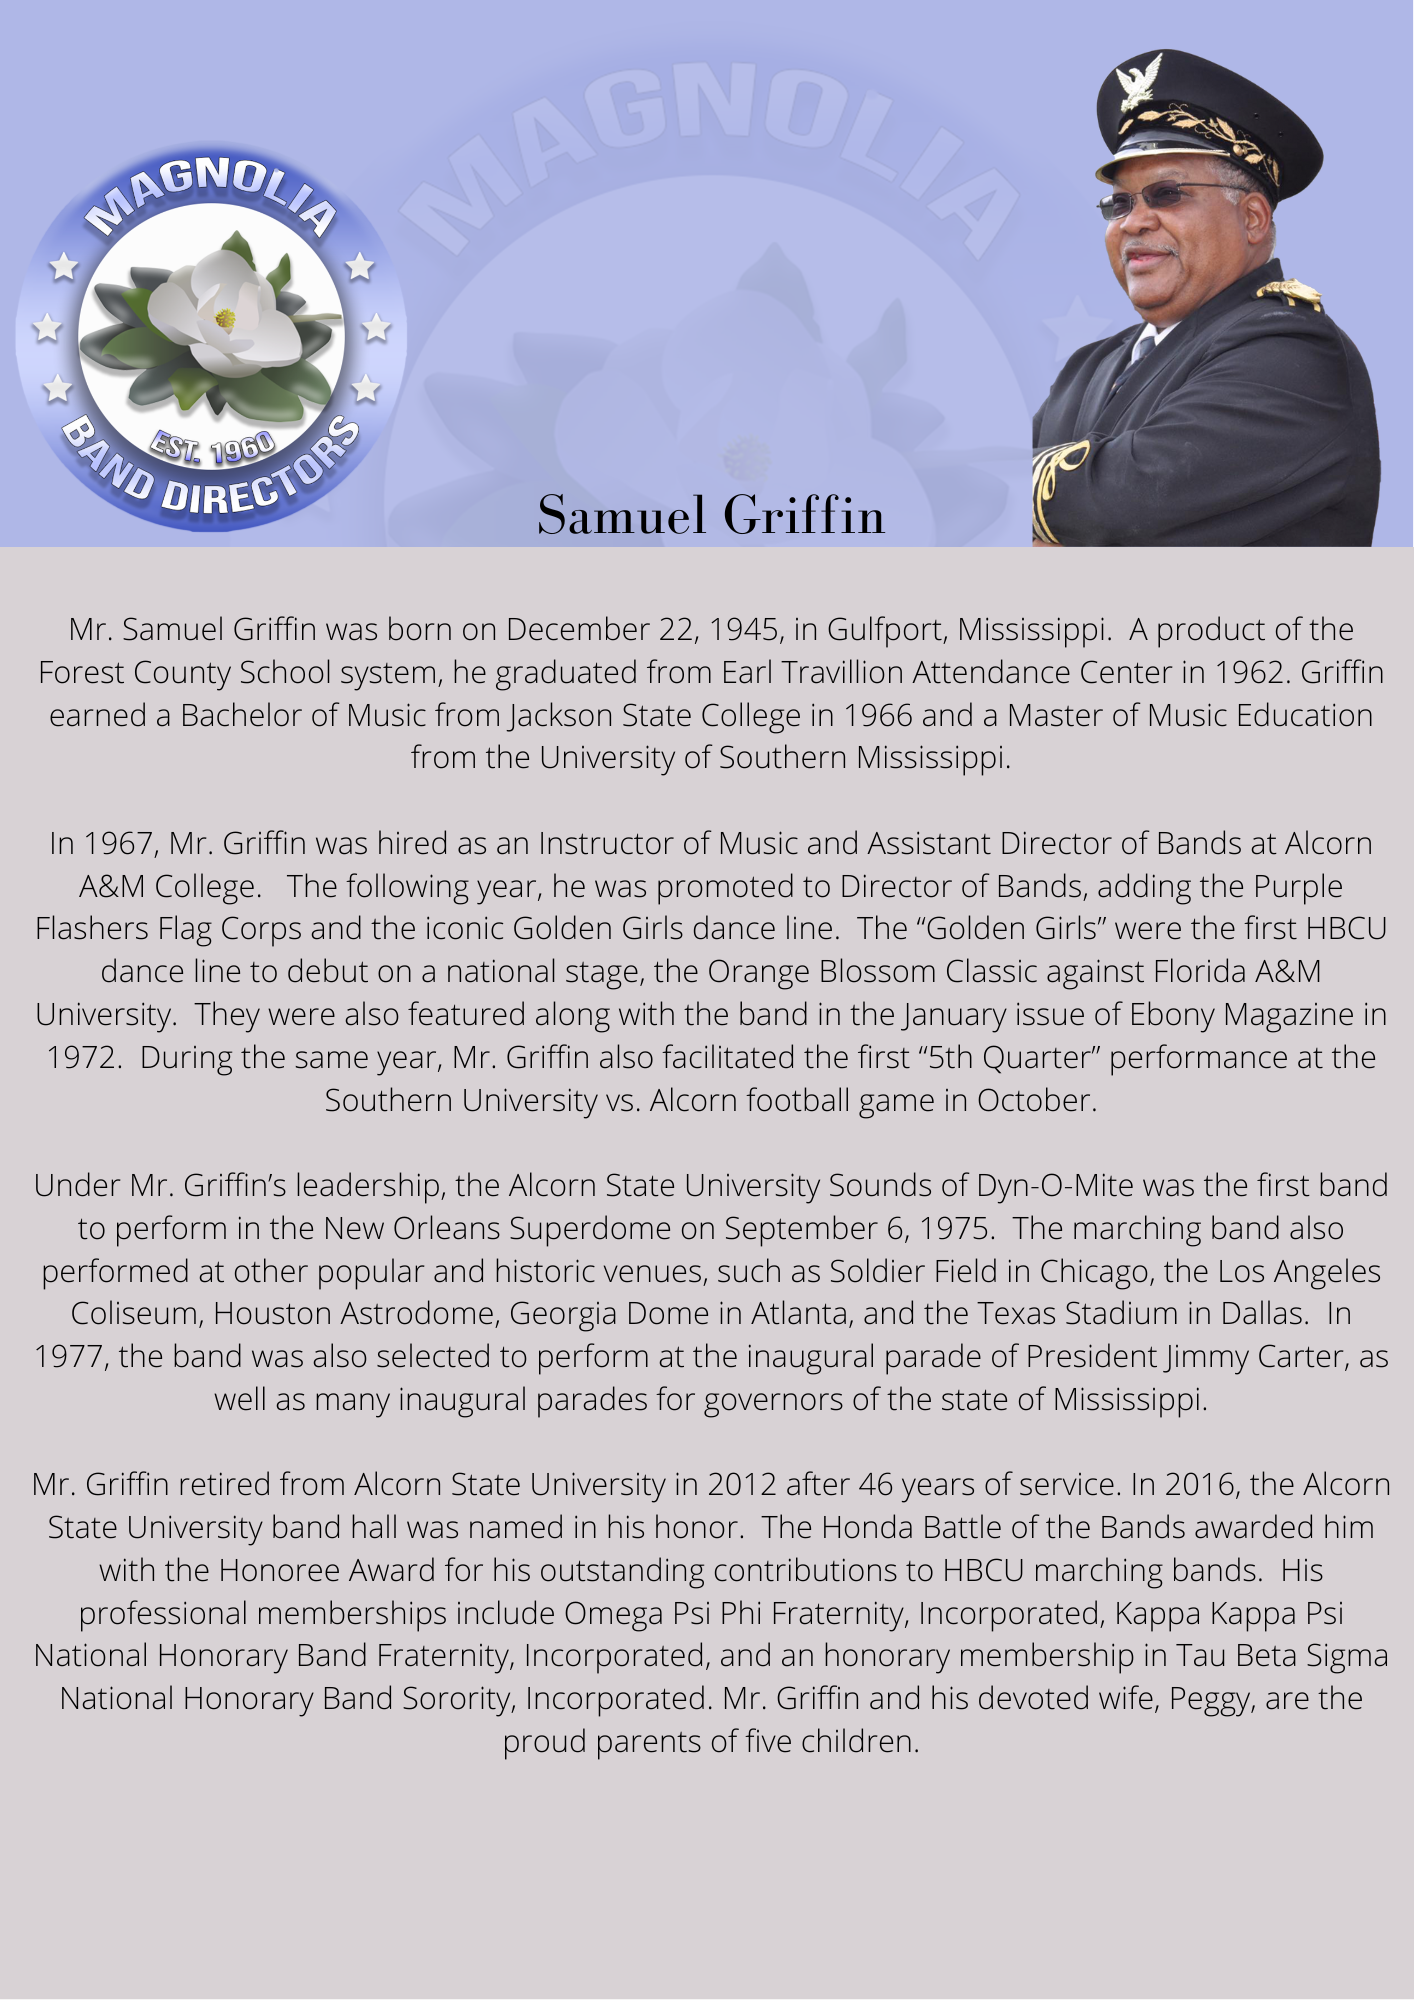 MAGNOLIA
MAGNOLIA
EST. 1960
BAND DIRECTORS
Samuel Griffin
Mr. Samuel Griffin was born on December 22, 1945, in Gulfport, Mississippi.  A product of the
Forest County School system, he graduated from Earl Travillion Attendance Center in 1962. Griffin
earned a Bachelor of Music from Jackson State College in 1966 and a Master of Music Education
from the University of Southern Mississippi.
In 1967, Mr. Griffin was hired as an Instructor of Music and Assistant Director of Bands at Alcorn
A&M College.   The following year, he was promoted to Director of Bands, adding the Purple
Flashers Flag Corps and the iconic Golden Girls dance line.  The “Golden Girls” were the first HBCU
dance line to debut on a national stage, the Orange Blossom Classic against Florida A&M
University.  They were also featured along with the band in the January issue of Ebony Magazine in
1972.  During the same year, Mr. Griffin also facilitated the first “5th Quarter” performance at the
Southern University vs. Alcorn football game in October.
Under Mr. Griffin’s leadership, the Alcorn State University Sounds of Dyn-O-Mite was the first band
to perform in the New Orleans Superdome on September 6, 1975.  The marching band also
performed at other popular and historic venues, such as Soldier Field in Chicago, the Los Angeles
Coliseum, Houston Astrodome, Georgia Dome in Atlanta, and the Texas Stadium in Dallas.  In
1977, the band was also selected to perform at the inaugural parade of President Jimmy Carter, as
well as many inaugural parades for governors of the state of Mississippi.
Mr. Griffin retired from Alcorn State University in 2012 after 46 years of service. In 2016, the Alcorn
State University band hall was named in his honor.  The Honda Battle of the Bands awarded him
with the Honoree Award for his outstanding contributions to HBCU marching bands.  His
professional memberships include Omega Psi Phi Fraternity, Incorporated, Kappa Kappa Psi
National Honorary Band Fraternity, Incorporated, and an honorary membership in Tau Beta Sigma
National Honorary Band Sorority, Incorporated. Mr. Griffin and his devoted wife, Peggy, are the
proud parents of five children.